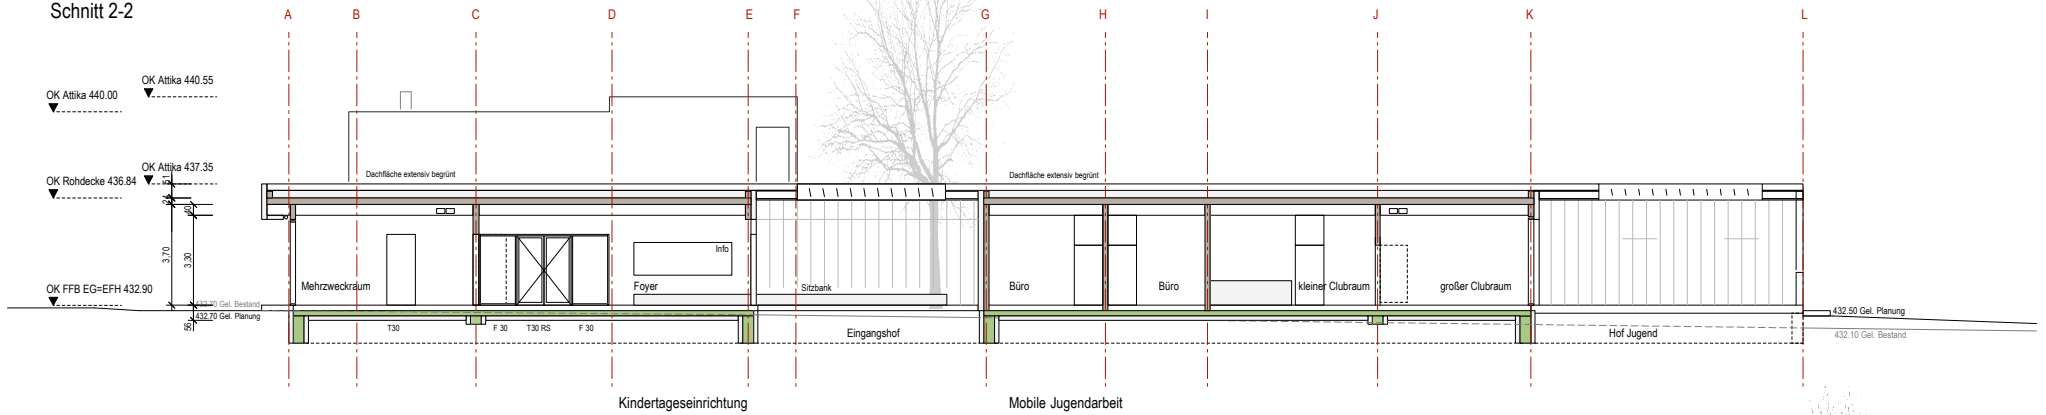 Schnitt 2-2
A B C D E F G H I J K L
OK Attika 440.55
OK Attika 440.00
OK Attika 437.35
OK Rohdecke 436.84
Dachfläche extensiv begrünt
Dachfläche extensiv begrünt
51
24
40
3,70
3,30
56
Info
Mehrzweckraum
Foyer
Sitzbank
Büro
Büro
kleiner Clubraum
großer Clubraum
OK FFB EG=EFH 432.90
432.70 Gel. Bestand
432.70 Gel. Planung
432.50 Gel. Planung
T30
F 30
T30 RS
F 30
Eingangshof
Hof Jugend
432.10 Gel. Bestand
Kindertageseinrichtung
Mobile Jugendarbeit